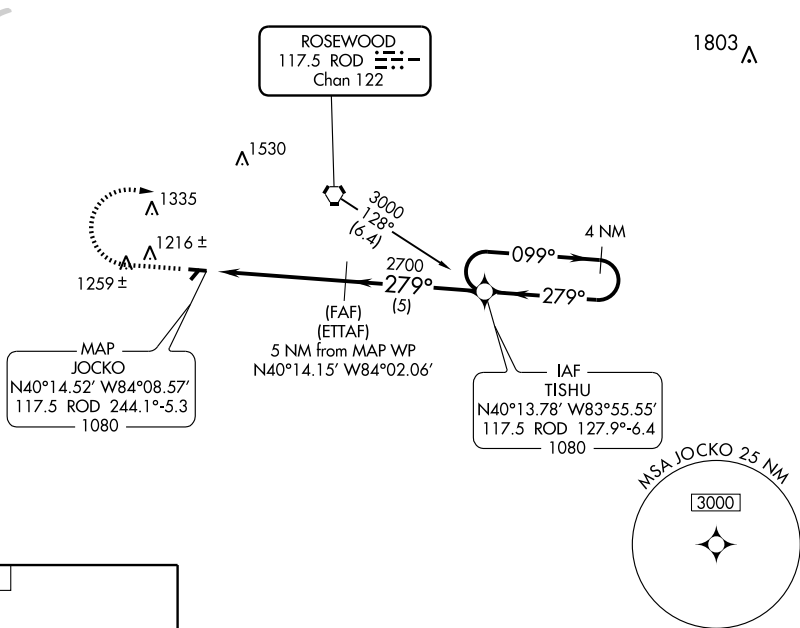 ROSEWOOD
117.5 ROD
Chan 122
1803
1530
1335
1216 ±
1259 ±
3000
128°
(6.4)
4 NM
099°
279°
2700
279°
(5)
(FAF)
(ETTAF)
5 NM from MAP WP
N40°14.15' W84°02.06'
MAP
JOCKO
N40°14.52' W84°08.57'
117.5 ROD 244.1°-5.3
1080
IAF
TISHU
N40°13.78' W83°55.55'
117.5 ROD 127.9°-6.4
1080
MSA JOCKO 25 NM
3000